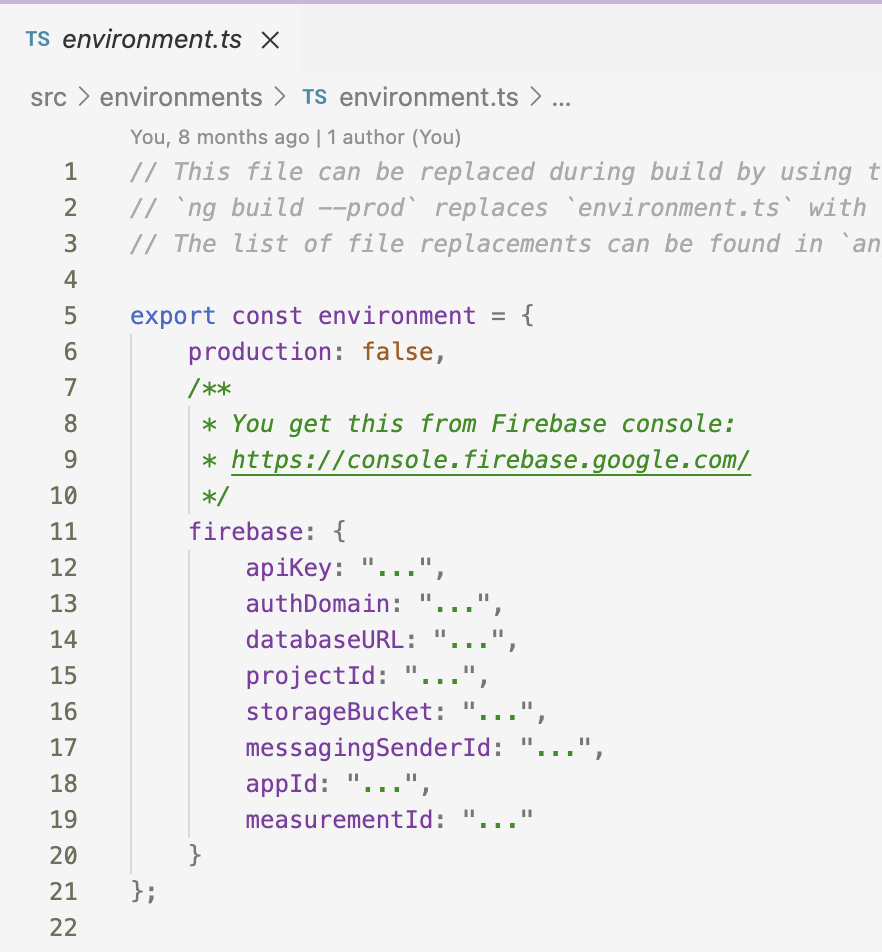 TS environment.ts ×
src > environments > TS environment.ts > ...
You, 8 months ago | 1 author (You)
1 // This file can be replaced during build by using t
2 // `ng build --prod` replaces `environment.ts` with
3 // The list of file replacements can be found in `an
4
5 export const environment = {
6     production: false,
7     /**
8      * You get this from Firebase console:
9      * https://console.firebase.google.com/
10      */
11     firebase: {
12         apiKey: "...",
13         authDomain: "...",
14         databaseURL: "...",
15         projectId: "...",
16         storageBucket: "...",
17         messagingSenderId: "...",
18         appId: "...",
19         measurementId: "..."
20     }
21 };
22